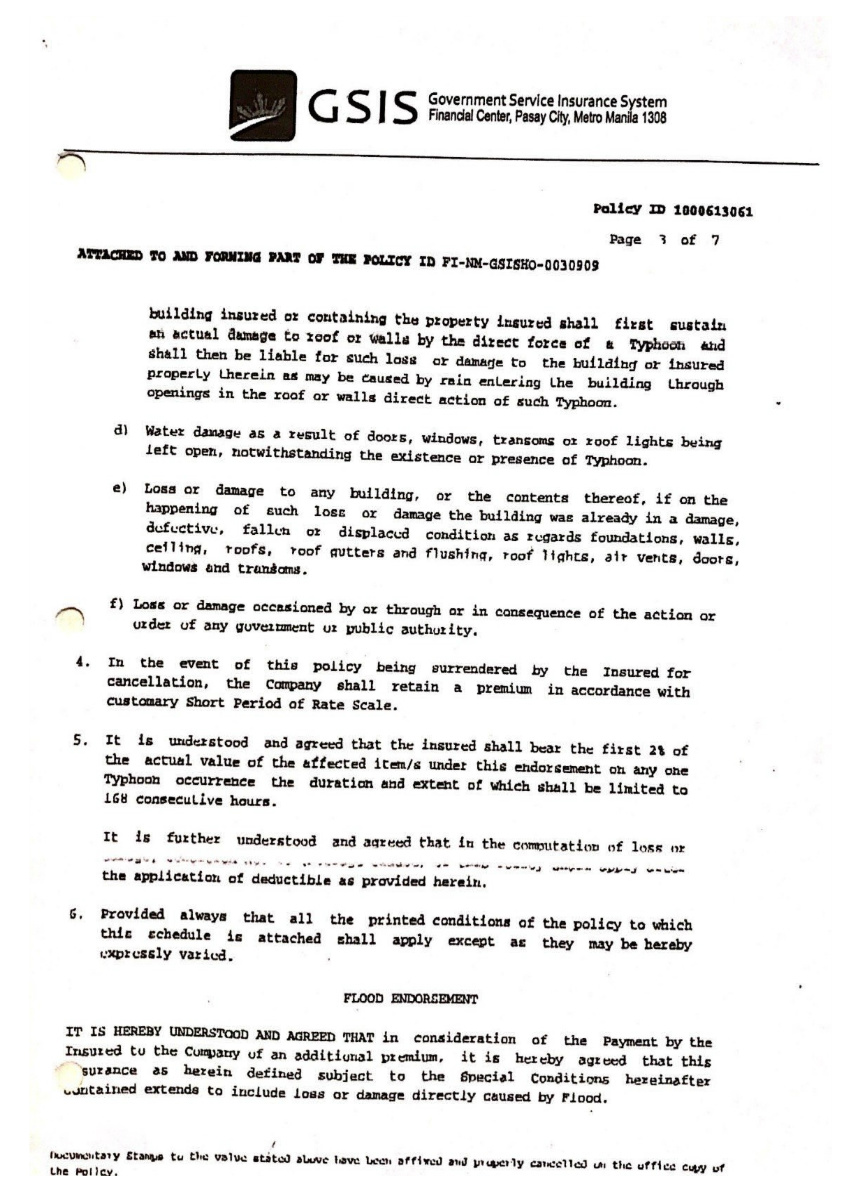 GSIS
Government Service Insurance System
Financial Center, Pasay City, Metro Manila 1308
Policy ID 1000613061
Page 3 of 7
ATTACHED TO AND FORMING PART OF THE POLICY ID FI-NM-GSISHO-0030909
building insured or containing the property insured shall first sustain
an actual damage to roof or walls by the direct force of a Typhoon and
shall then be liable for such loss or damage to the building or insured
properly therein as may be caused by rain entering the building through
openings in the roof or walls direct action of such Typhoon.
d) Water damage as a result of doors, windows, transoms or roof lights being
left open, notwithstanding the existence or presence of Typhoon.
e) Loss or damage to any building, or the contents thereof, if on the
happening of such loss or damage the building was already in a damage,
defective, fallen or displaced condition as regards foundations, walls,
ceiling, roofs, roof gutters and flushing, roof lights, air vents, doors,
windows and transoms.
f) Loss or damage occasioned by or through or in consequence of the action or
order of any government or public authority.
4. In the event of this policy being surrendered by the Insured for
cancellation, the Company shall retain a premium in accordance with
customary Short Period of Rate Scale.
5. It is understood and agreed that the insured shall bear the first 2% of
the actual value of the affected item/s under this endorsement on any one
Typhoon occurrence the duration and extent of which shall be limited to
168 consecutive hours.
It is further understood and agreed that in the computation of loss or
the application of deductible as provided herein.
6. Provided always that all the printed conditions of the policy to which
this schedule is attached shall apply except as they may be hereby
expressly varied.
FLOOD ENDORSEMENT
IT IS HEREBY UNDERSTOOD AND AGREED THAT in consideration of the Payment by the
Insured to the Company of an additional premium, it is hereby agreed that this
surance as herein defined subject to the Special Conditions hereinafter
contained extends to include loss or damage directly caused by Flood.
Documentary Stamps to the value stated above have been affixed and properly cancelled on the office copy of
the Policy.